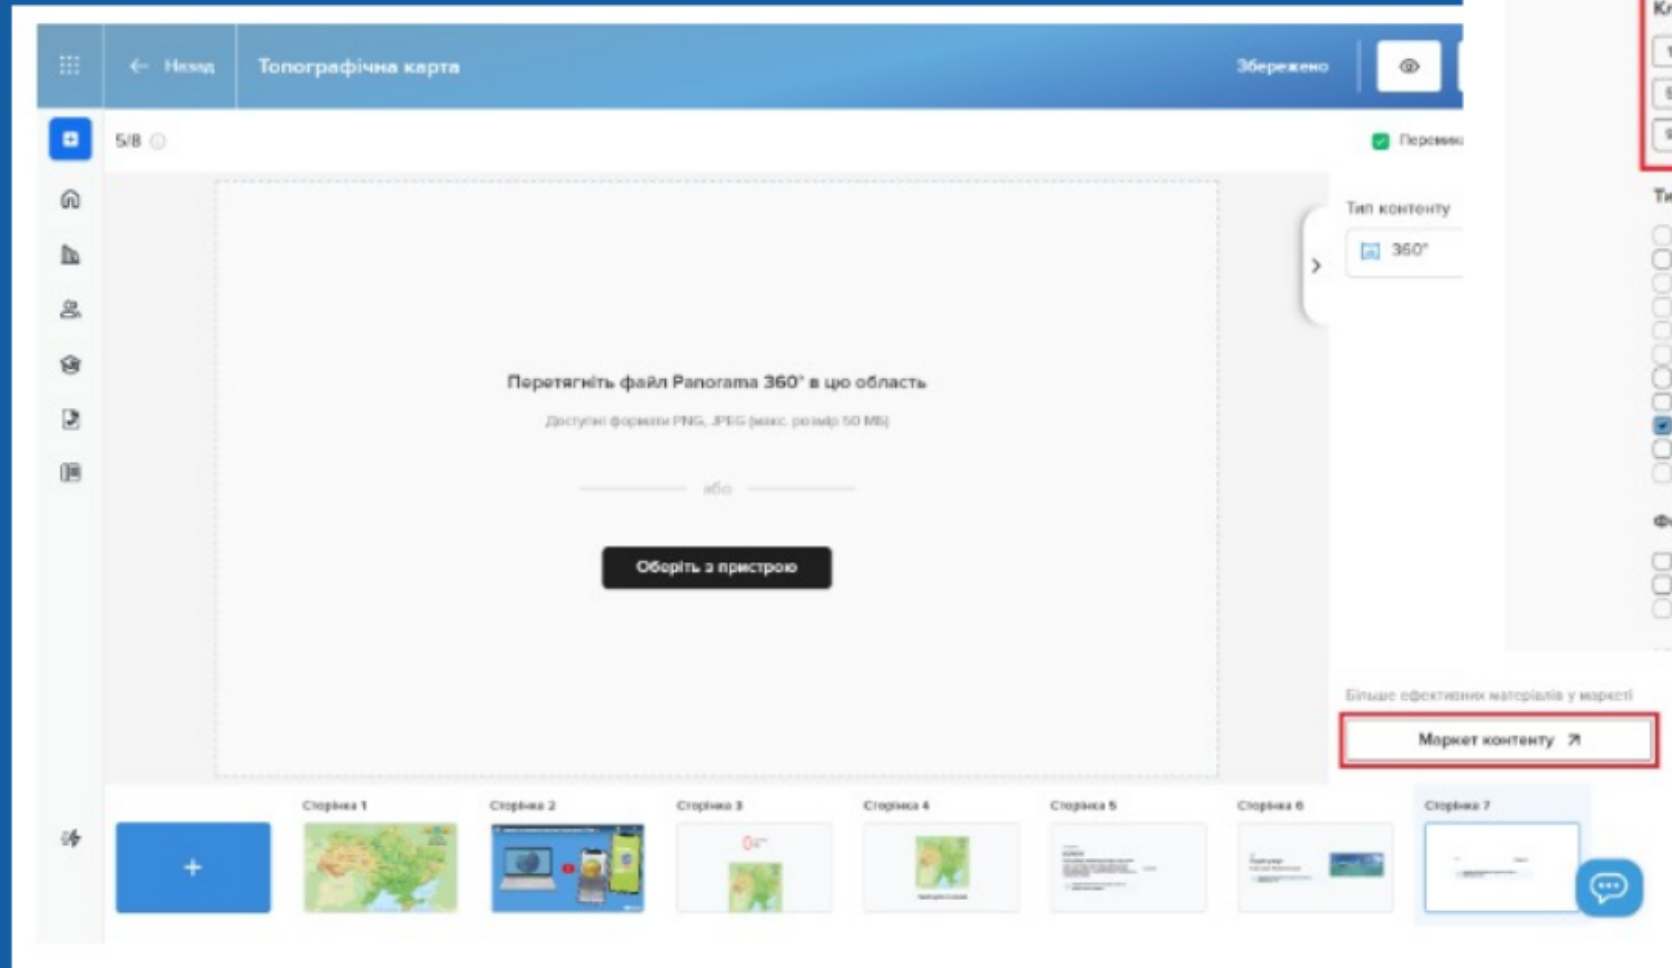 Назад
Топографічна карта
Збережено
5/8
Тип контенту
360°
Перетягніть файл Panorama 360° в цю область
Доступні формати PNG, JPEG (макс. розмір 50 МБ)
або
Оберіть з пристрою
Більше ефективних матеріалів у маркеті
Маркет контенту
Сторінка 1
Сторінка 2
Сторінка 3
Сторінка 4
Сторінка 5
Сторінка 6
Сторінка 7